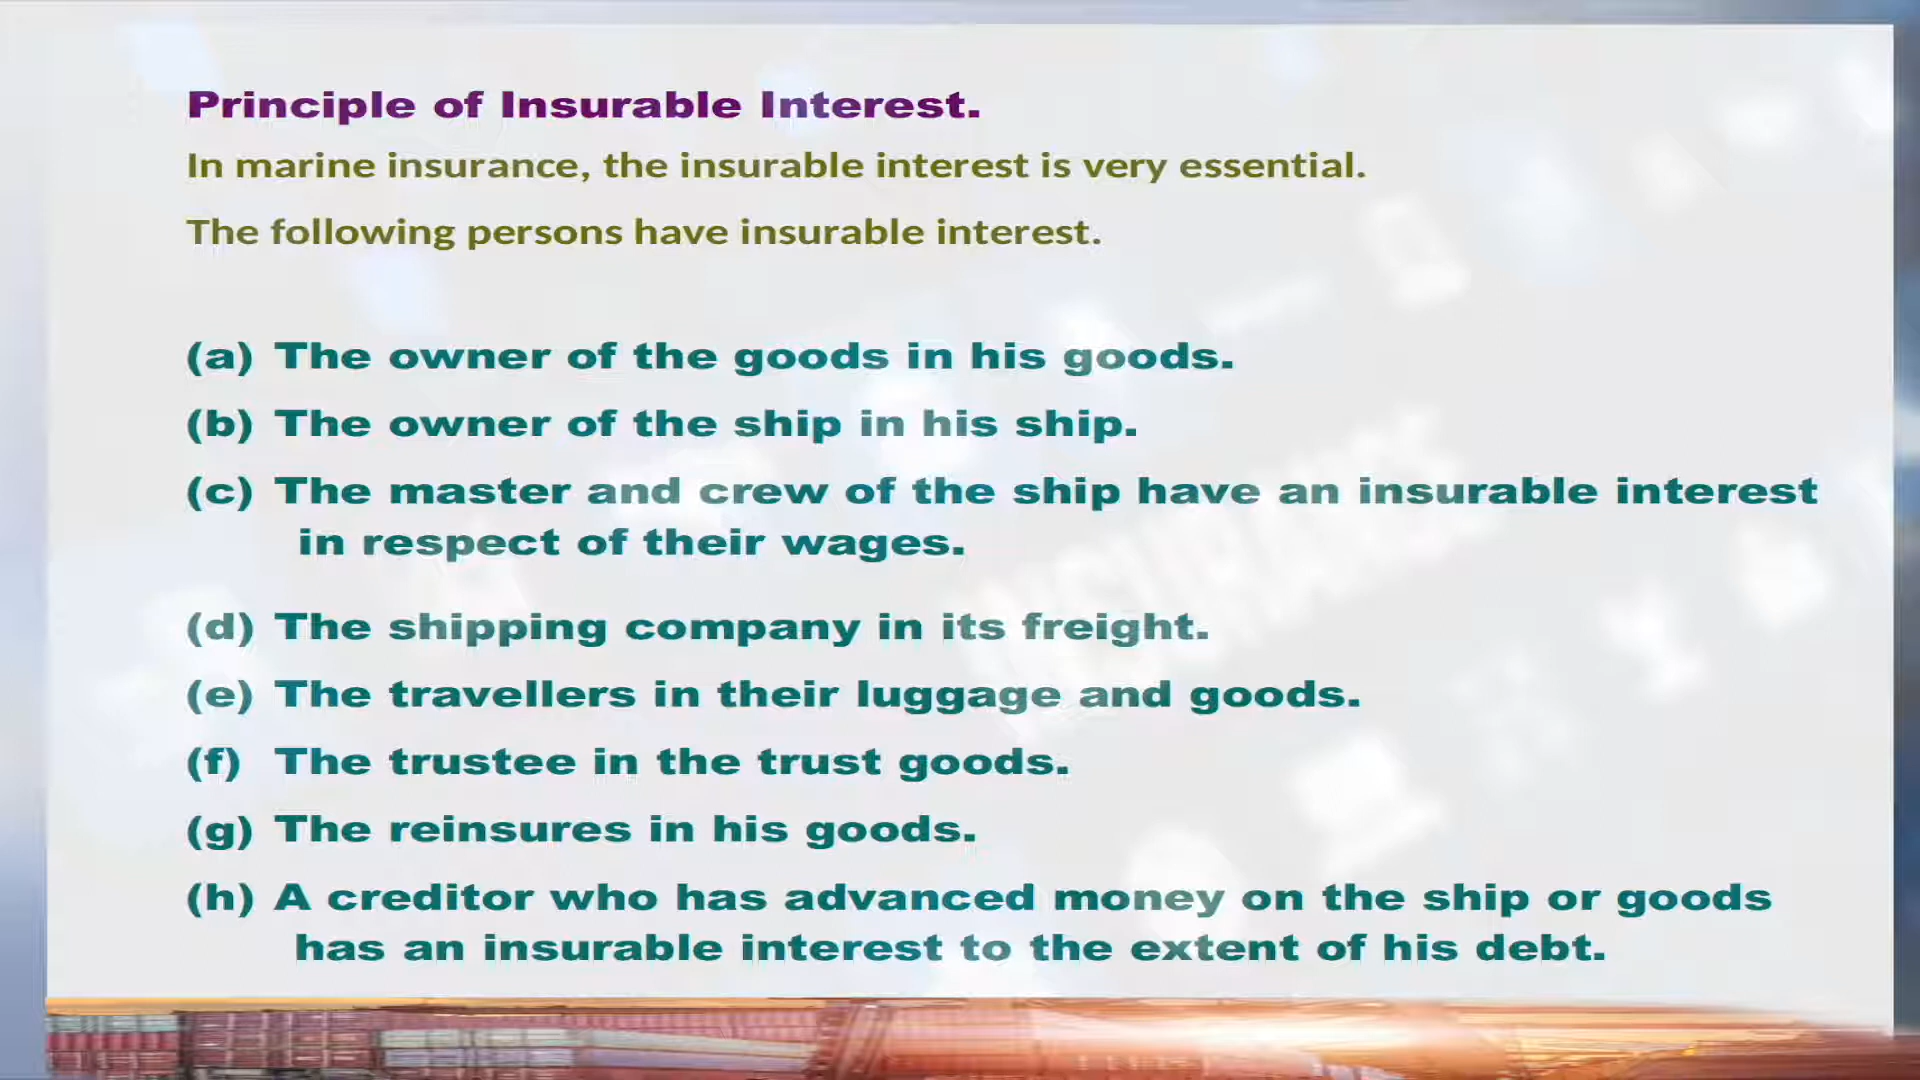 Principle of Insurable Interest.
In marine insurance, the insurable interest is very essential.
The following persons have insurable interest.
(a) The owner of the goods in his goods.
(b) The owner of the ship in his ship.
(c) The master and crew of the ship have an insurable interest
in respect of their wages.
(d) The shipping company in its freight.
(e) The travellers in their luggage and goods.
(f) The trustee in the trust goods.
(g) The reinsures in his goods.
(h) A creditor who has advanced money on the ship or goods
has an insurable interest to the extent of his debt.
INSURANCE